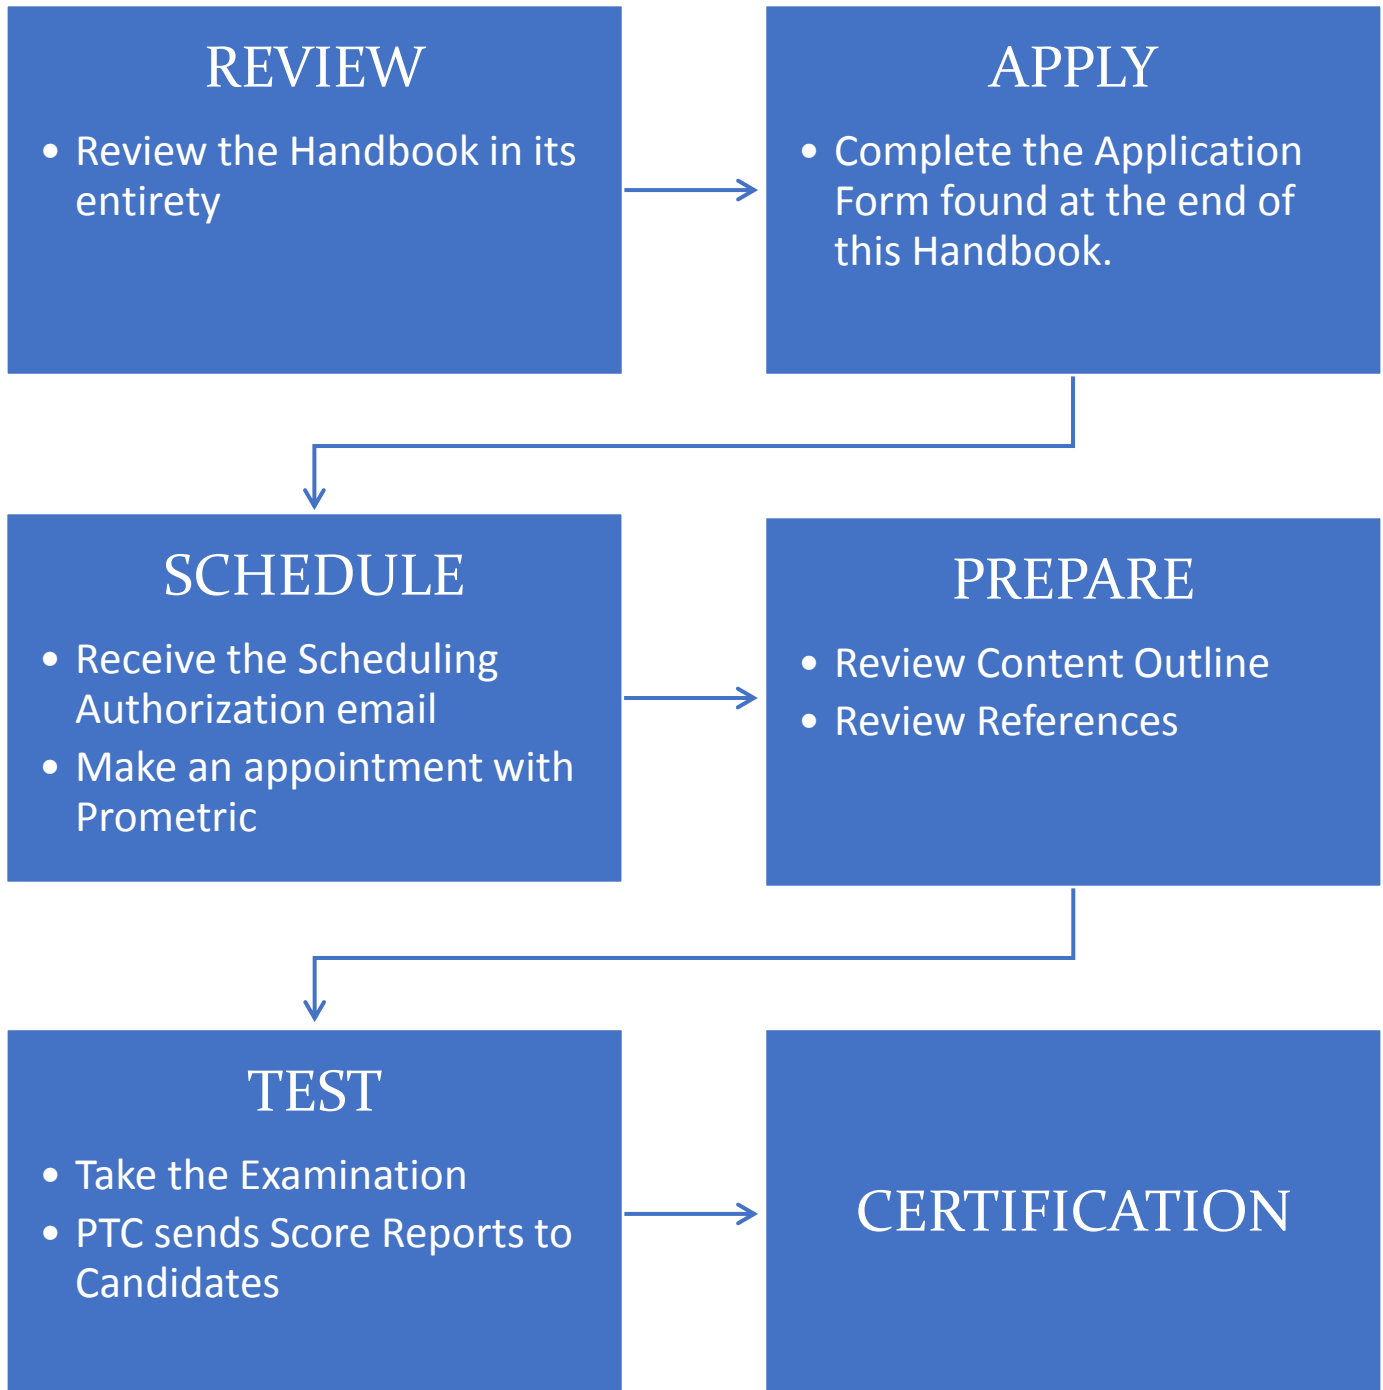 REVIEW
• Review the Handbook in its
entirety
APPLY
• Complete the Application
Form found at the end of
this Handbook.
SCHEDULE
• Receive the Scheduling
Authorization email
• Make an appointment with
Prometric
PREPARE
• Review Content Outline
• Review References
TEST
• Take the Examination
• PTC sends Score Reports to
Candidates
CERTIFICATION